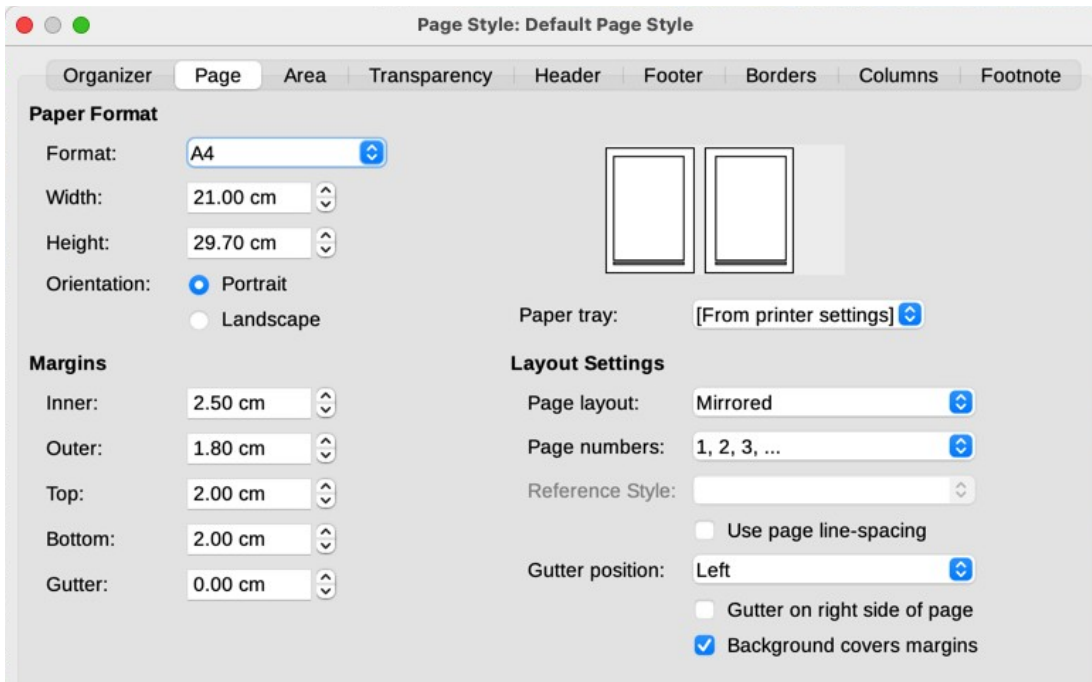 Page Style: Default Page Style
Organizer Page Area Transparency Header Footer Borders Columns Footnote
Paper Format
Format: A4
Width: 21.00 cm
Height: 29.70 cm
Orientation: Portrait
Landscape
Paper tray: [From printer settings]
Margins
Inner: 2.50 cm
Outer: 1.80 cm
Top: 2.00 cm
Bottom: 2.00 cm
Gutter: 0.00 cm
Layout Settings
Page layout: Mirrored
Page numbers: 1, 2, 3, ...
Reference Style:
Use page line-spacing
Gutter position: Left
Gutter on right side of page
Background covers margins